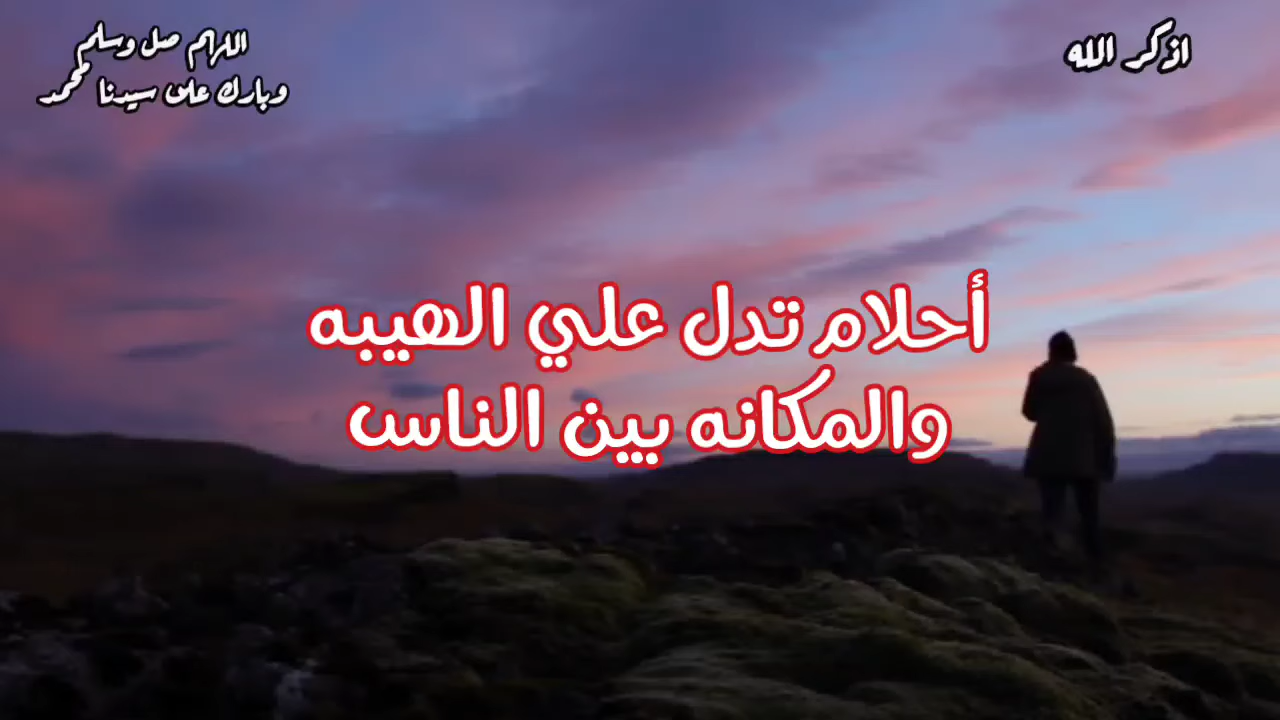 اذكر الله
اللهم صل وسلم
وبارك على سيدنا محمد
أحلام تدل علي الهيبه
والمكانه بين الناس